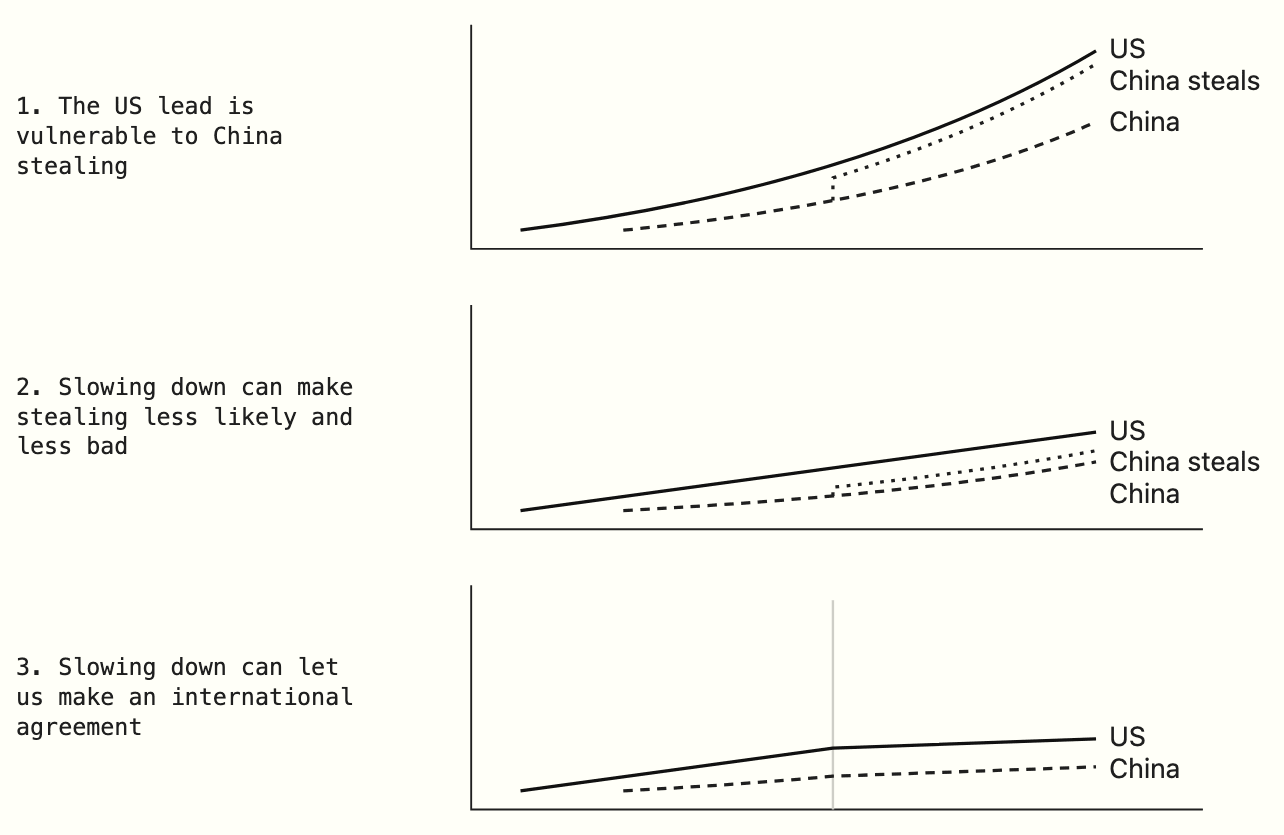 1. The US lead is
vulnerable to China
stealing
US
China steals
China
2. Slowing down can make
stealing less likely and
less bad
US
China steals
China
3. Slowing down can let
us make an international
agreement
US
China